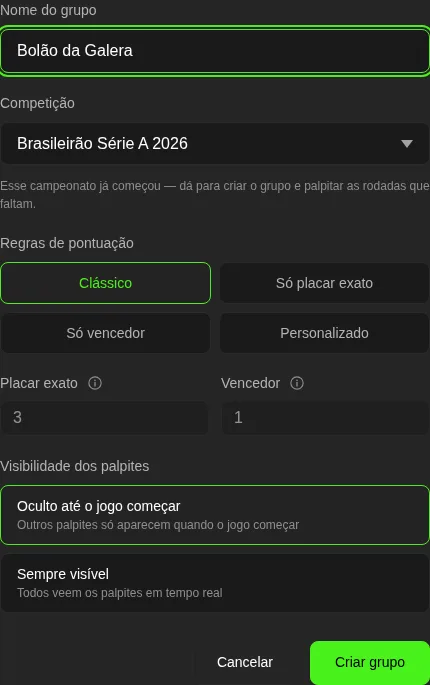 Nome do grupo
Bolão da Galera
Competição
Brasileirão Série A 2026
Esse campeonato já começou — dá para criar o grupo e palpitar as rodadas que
faltam.
Regras de pontuação
Clássico
Só placar exato
Só vencedor
Personalizado
Placar exato
Vencedor
3
1
Visibilidade dos palpites
Oculto até o jogo começar
Outros palpites só aparecem quando o jogo começar
Sempre visível
Todos veem os palpites em tempo real
Cancelar
Criar grupo